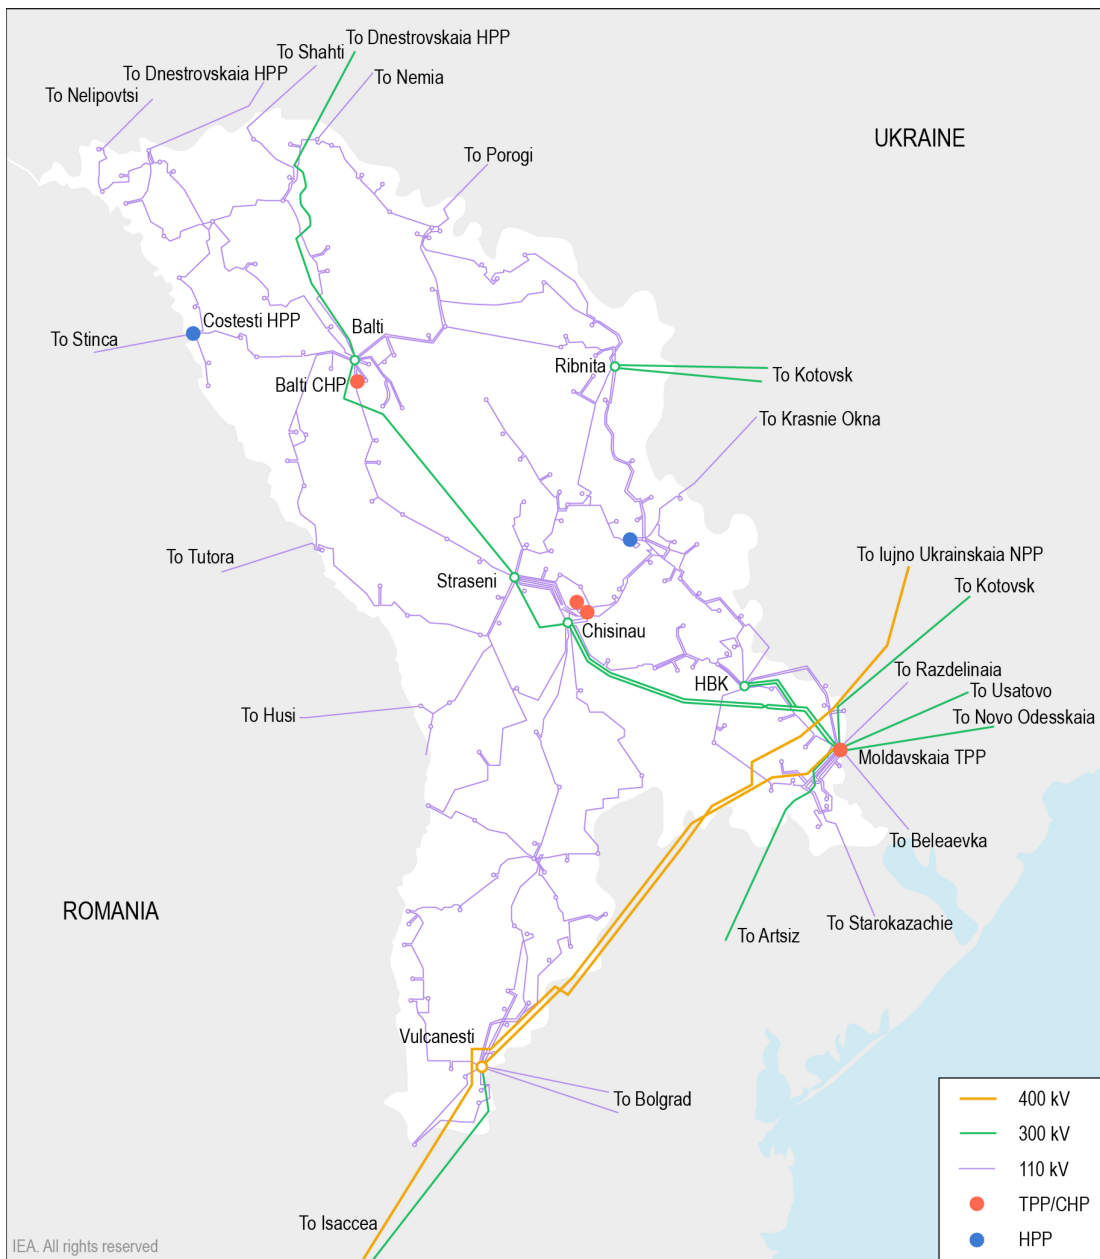 To Dnestrovskaia HPP
To Shahti
To Dnestrovskaia HPP
To Nemia
To Nelipovtsi
UKRAINE
To Porogi
Costesti HPP
Balti
To Stinca
Ribnita
To Kotovsk
Balti CHP
To Krasnie Okna
To Tutora
To Iujno Ukrainskaia NPP
Straseni
To Kotovsk
Chisinau
To Razdelinaia
HBK
To Usatovo
To Husi
To Novo Odesskaia
Moldavskaia TPP
To Beleaevka
ROMANIA
To Starokazachie
To Artsiz
Vulcanesti
To Bolgrad
400 kV
300 kV
110 kV
TPP/CHP
To Isaccea
HPP
IEA. All rights reserved